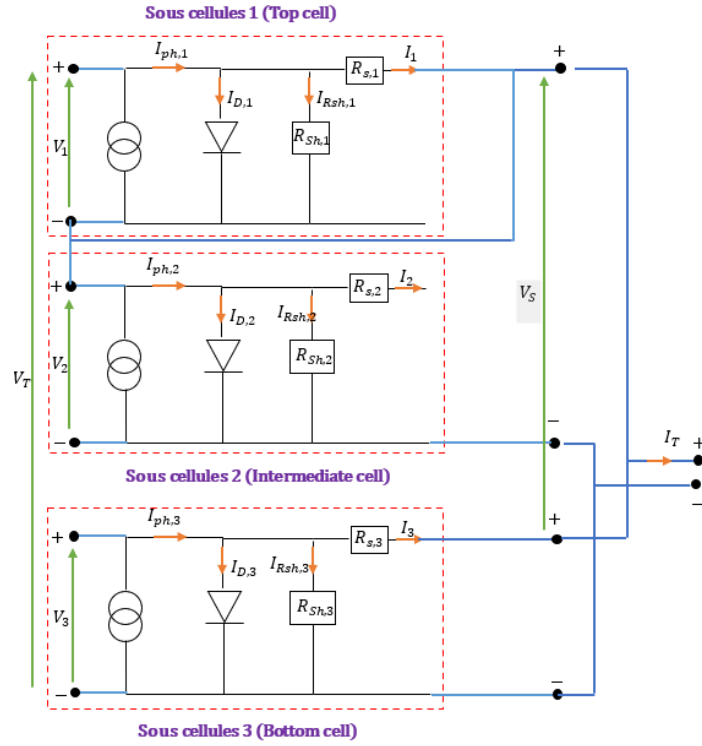 Sous cellules 1 (Top cell)
+ I_{ph,1} R_{s,1} I_1 +
I_{D,1} I_{Rsh,1}
V_1 R_{Sh,1}
−
+ I_{ph,2} R_{s,2} I_2
V_S
I_{D,2} I_{Rsh,2}
V_2 R_{Sh,2}
V_T
− −
I_T +
−
Sous cellules 2 (Intermediate cell)
+ I_{ph,3} R_{s,3} I_3 +
I_{D,3} I_{Rsh,3}
V_3 R_{Sh,3}
− −
Sous cellules 3 (Bottom cell)